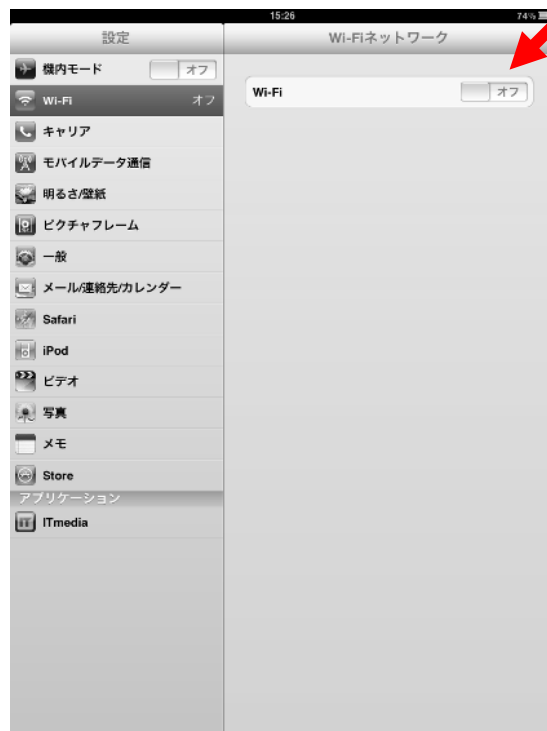 15:26
74%
設定
Wi-Fiネットワーク
機内モード オフ
Wi-Fi オフ
Wi-Fi オフ
キャリア
モバイルデータ通信
明るさ/壁紙
ピクチャフレーム
一般
メール/連絡先/カレンダー
Safari
iPod
ビデオ
写真
メモ
Store
アプリケーション
ITmedia